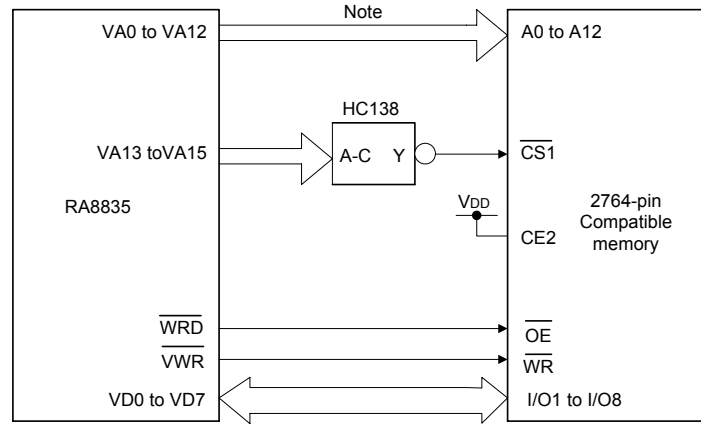 VA0 to VA12
Note
A0 to A12
HC138
VA13 toVA15
A-C
Y
CS1
RA8835
VDD
2764-pin
Compatible
memory
CE2
WRD
OE
VWR
WR
VD0 to VD7
I/O1 to I/O8